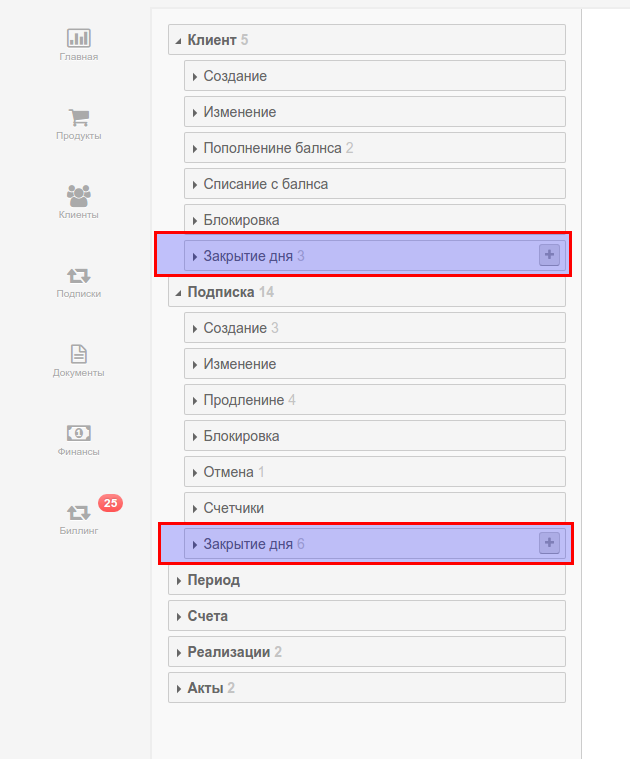 Главная
Продукты
Клиенты
Подписки
Документы
Финансы
25
Биллинг
Клиент 5
Создание
Изменение
Пополненине балнса 2
Списание с балнса
Блокировка
Закрытие дня 3
Подписка 14
Создание 3
Изменение
Продленине 4
Блокировка
Отмена 1
Счетчики
Закрытие дня 6
Период
Счета
Реализации 2
Акты 2